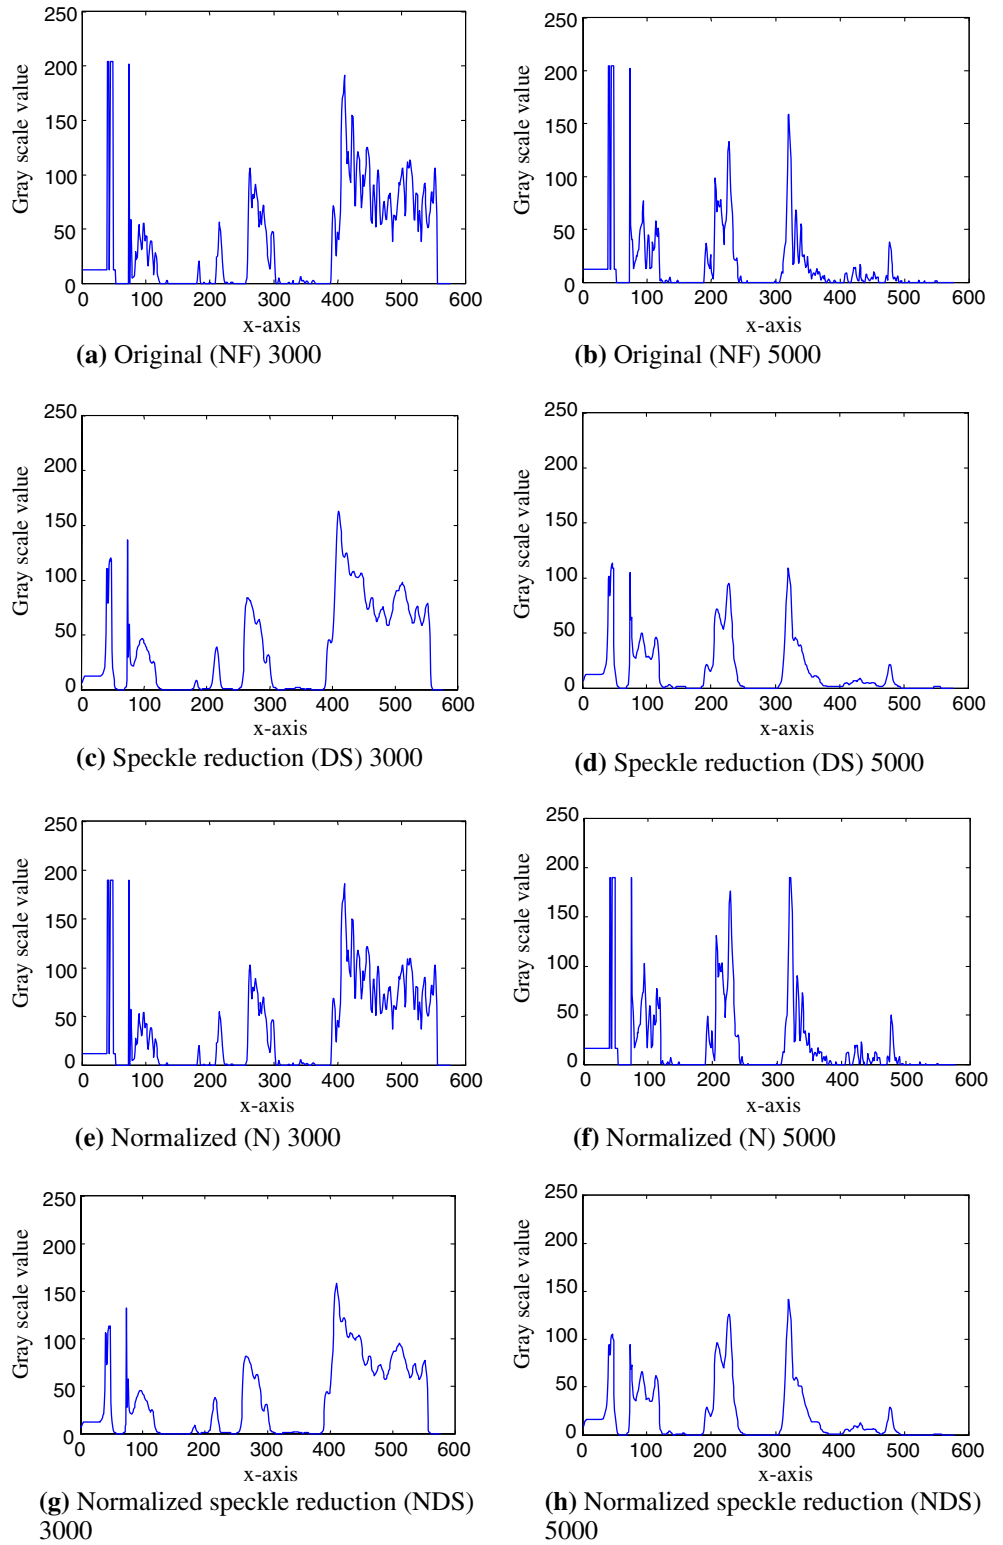 250
200
150
100
50
0
Gray scale value
0 100 200 300 400 500 600
x-axis
(a) Original (NF) 3000
250
200
150
100
50
0
Gray scale value
0 100 200 300 400 500 600
x-axis
(b) Original (NF) 5000
250
200
150
100
50
0
Gray scale value
0 100 200 300 400 500 600
x-axis
(c) Speckle reduction (DS) 3000
250
200
150
100
50
0
Gray scale value
0 100 200 300 400 500 600
x-axis
(d) Speckle reduction (DS) 5000
250
200
150
100
50
0
Gray scale value
0 100 200 300 400 500 600
x-axis
(e) Normalized (N) 3000
250
200
150
100
50
0
Gray scale value
0 100 200 300 400 500 600
x-axis
(f) Normalized (N) 5000
250
200
150
100
50
0
Gray scale value
0 100 200 300 400 500 600
x-axis
(g) Normalized speckle reduction (NDS)
3000
250
200
150
100
50
0
Gray scale value
0 100 200 300 400 500 600
x-axis
(h) Normalized speckle reduction (NDS)
5000